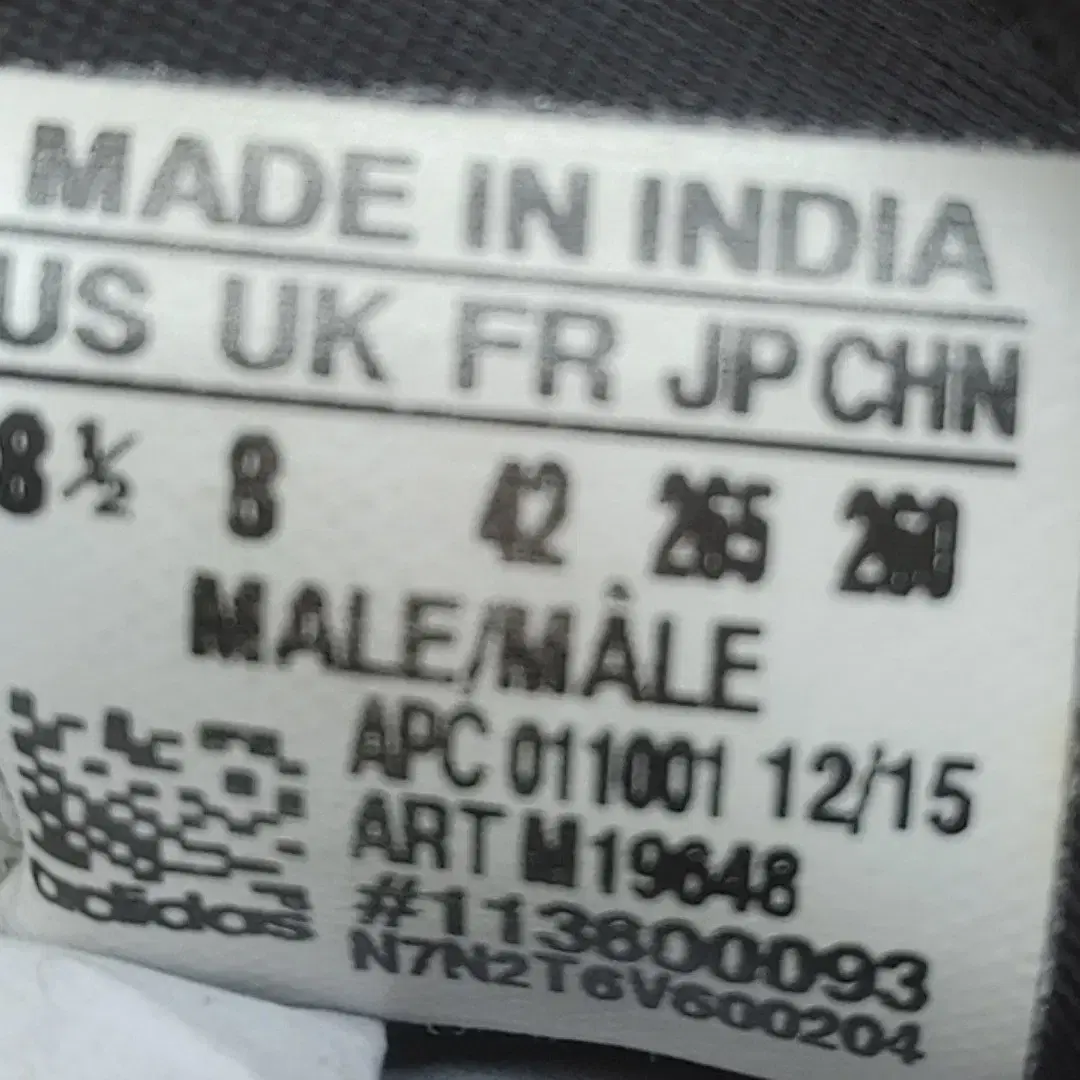 MADE IN INDIA
US UK FR JP CHN
8½ 8 42 265 260
MALE/MÂLE
APC 011001 12/15
ART M19648
adidas #113600093
N7N2T6V600204